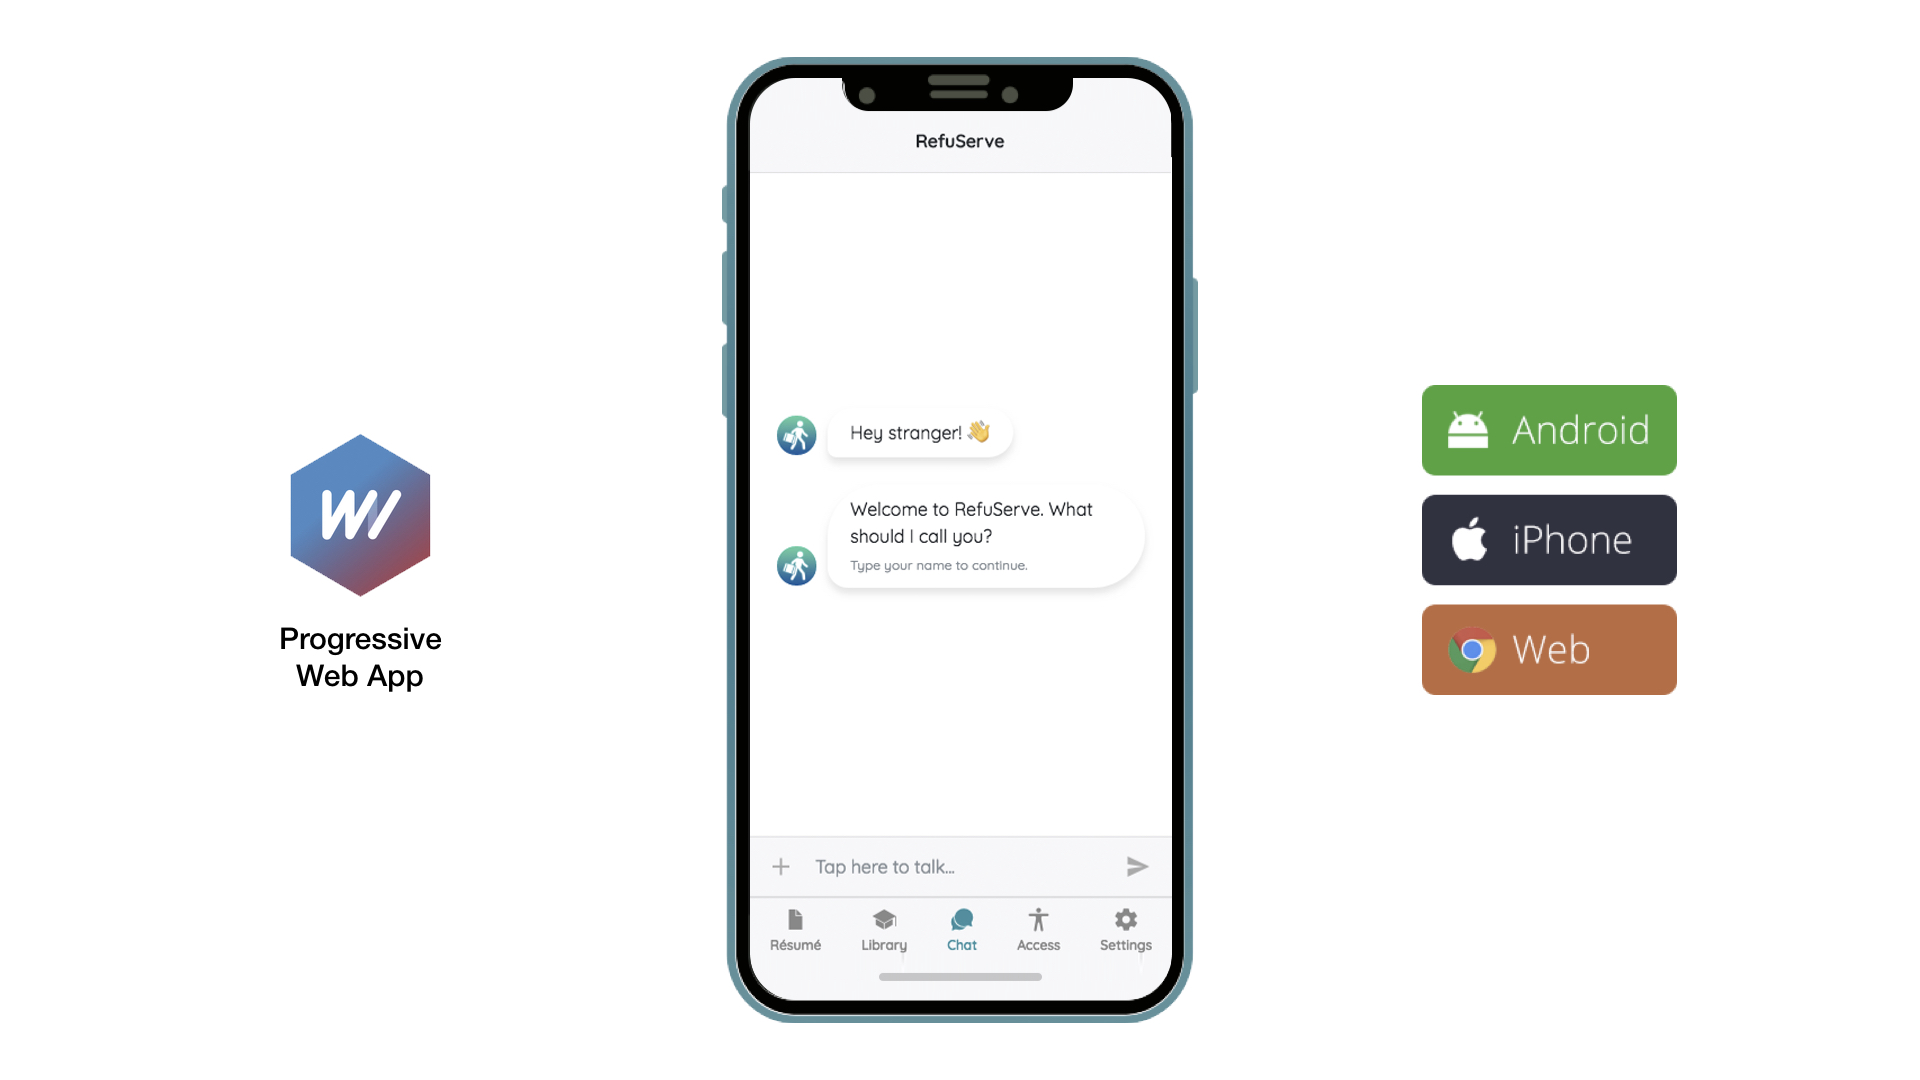 RefuServe
Hey stranger! 👋
Welcome to RefuServe. What
should I call you?
Type your name to continue.
Tap here to talk...
Résumé
Library
Chat
Access
Settings
Progressive
Web App
Android
iPhone
Web